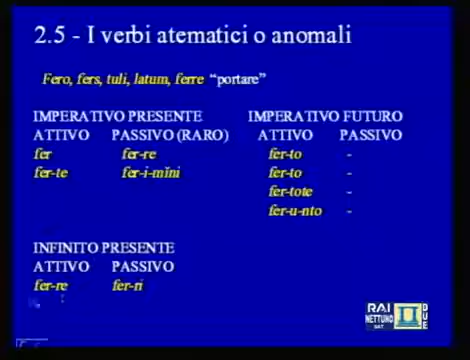 2.5 - I verbi atematici o anomali
Fero, fers, tuli, latum, ferre “portare”
IMPERATIVO PRESENTE IMPERATIVO FUTURO
ATTIVO PASSIVO (RARO) ATTIVO PASSIVO
fer fer-re fer-to -
fer-te fer-i-mĭni fer-to -
fer-tote -
fer-u-nto -
INFINITO PRESENTE
ATTIVO PASSIVO
fer-re fer-ri
RAI
NETTUNO
SAT
DUE